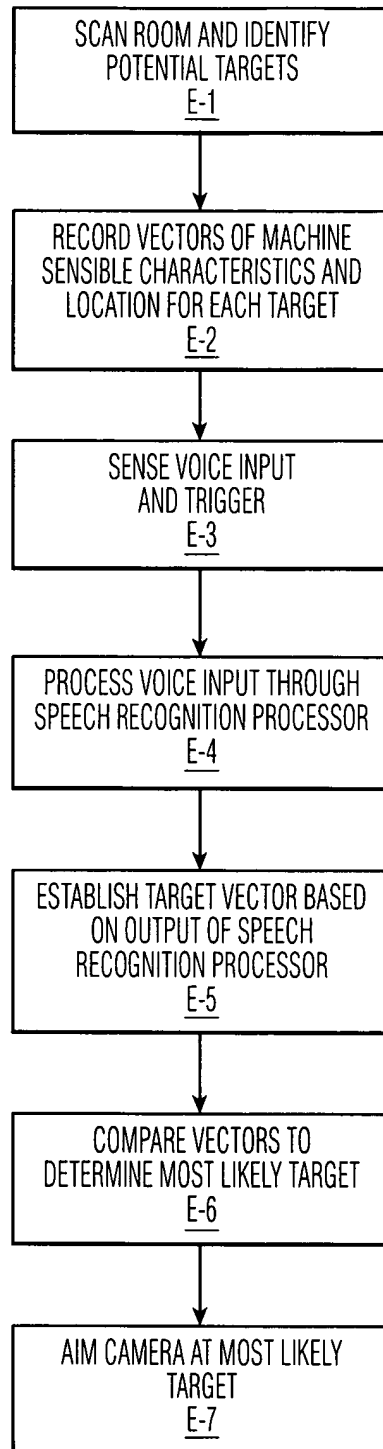 SCAN ROOM AND IDENTIFY
POTENTIAL TARGETS
E-1
RECORD VECTORS OF MACHINE
SENSIBLE CHARACTERISTICS AND
LOCATION FOR EACH TARGET
E-2
SENSE VOICE INPUT
AND TRIGGER
E-3
PROCESS VOICE INPUT THROUGH
SPEECH RECOGNITION PROCESSOR
E-4
ESTABLISH TARGET VECTOR BASED
ON OUTPUT OF SPEECH
RECOGNITION PROCESSOR
E-5
COMPARE VECTORS TO
DETERMINE MOST LIKELY TARGET
E-6
AIM CAMERA AT MOST LIKELY
TARGET
E-7